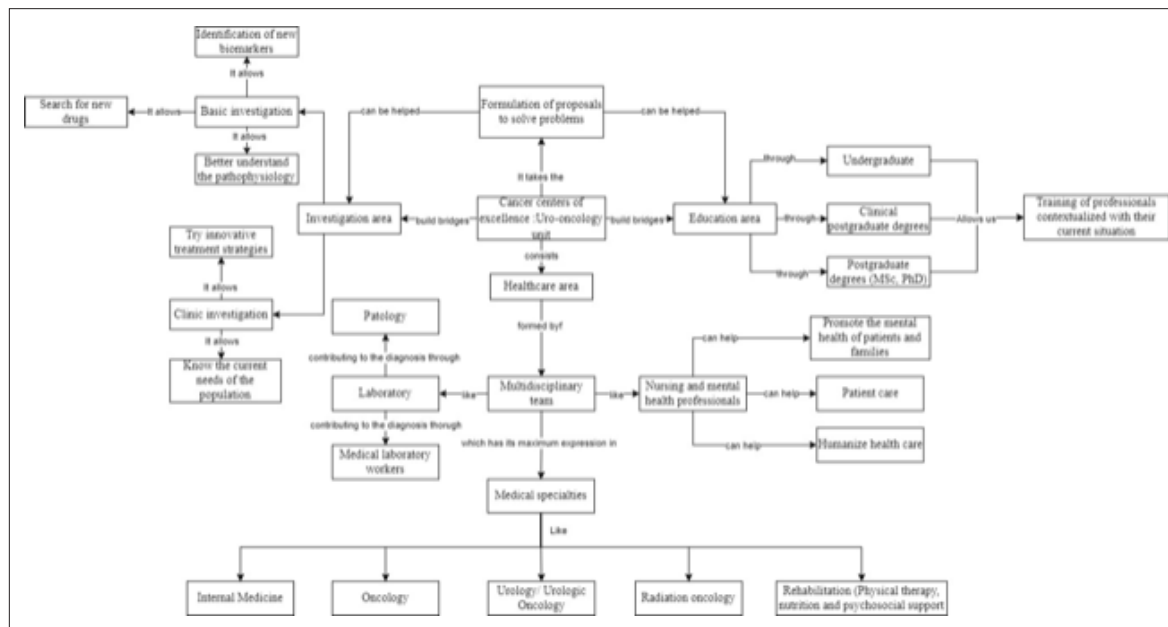 Identification of new
biomarkers
It allows
Search for new
drugs
It allows
Basic investigation
It allows
Better understand
the pathophysiology
can be helped
Formulation of proposals
to solve problems
can be helped
It takes the
Investigation area
build bridges
Cancer centers of
excellence :Uro-oncology
unit
build bridges
Education area
through
Undergraduate
through
Clinical
postgraduate degrees
through
Postgraduate
degrees (MSc, PhD)
Allows us
Training of professionals
contextualized with their
current situation
Try innovative
treatment strategies
It allows
Clinic investigation
It allows
Know the current
needs of the
population
consists
Healthcare area
formed byf
Patology
contributing to the diagnosis through
Laboratory
like
Multidisciplinary
team
like
Nursing and mental
health professionals
can help
Promote the mental
health of patients and
families
can help
Patient care
can help
Humanize health care
contributing to the diagnosis thorugh
Medical laboratory
workers
which has its maximum expression in
Medical specialties
Like
Internal Medicine
Oncology
Urology/ Urologic
Oncology
Radiation oncology
Rehabilitation (Physical therapy,
nutrition and psychosocial support